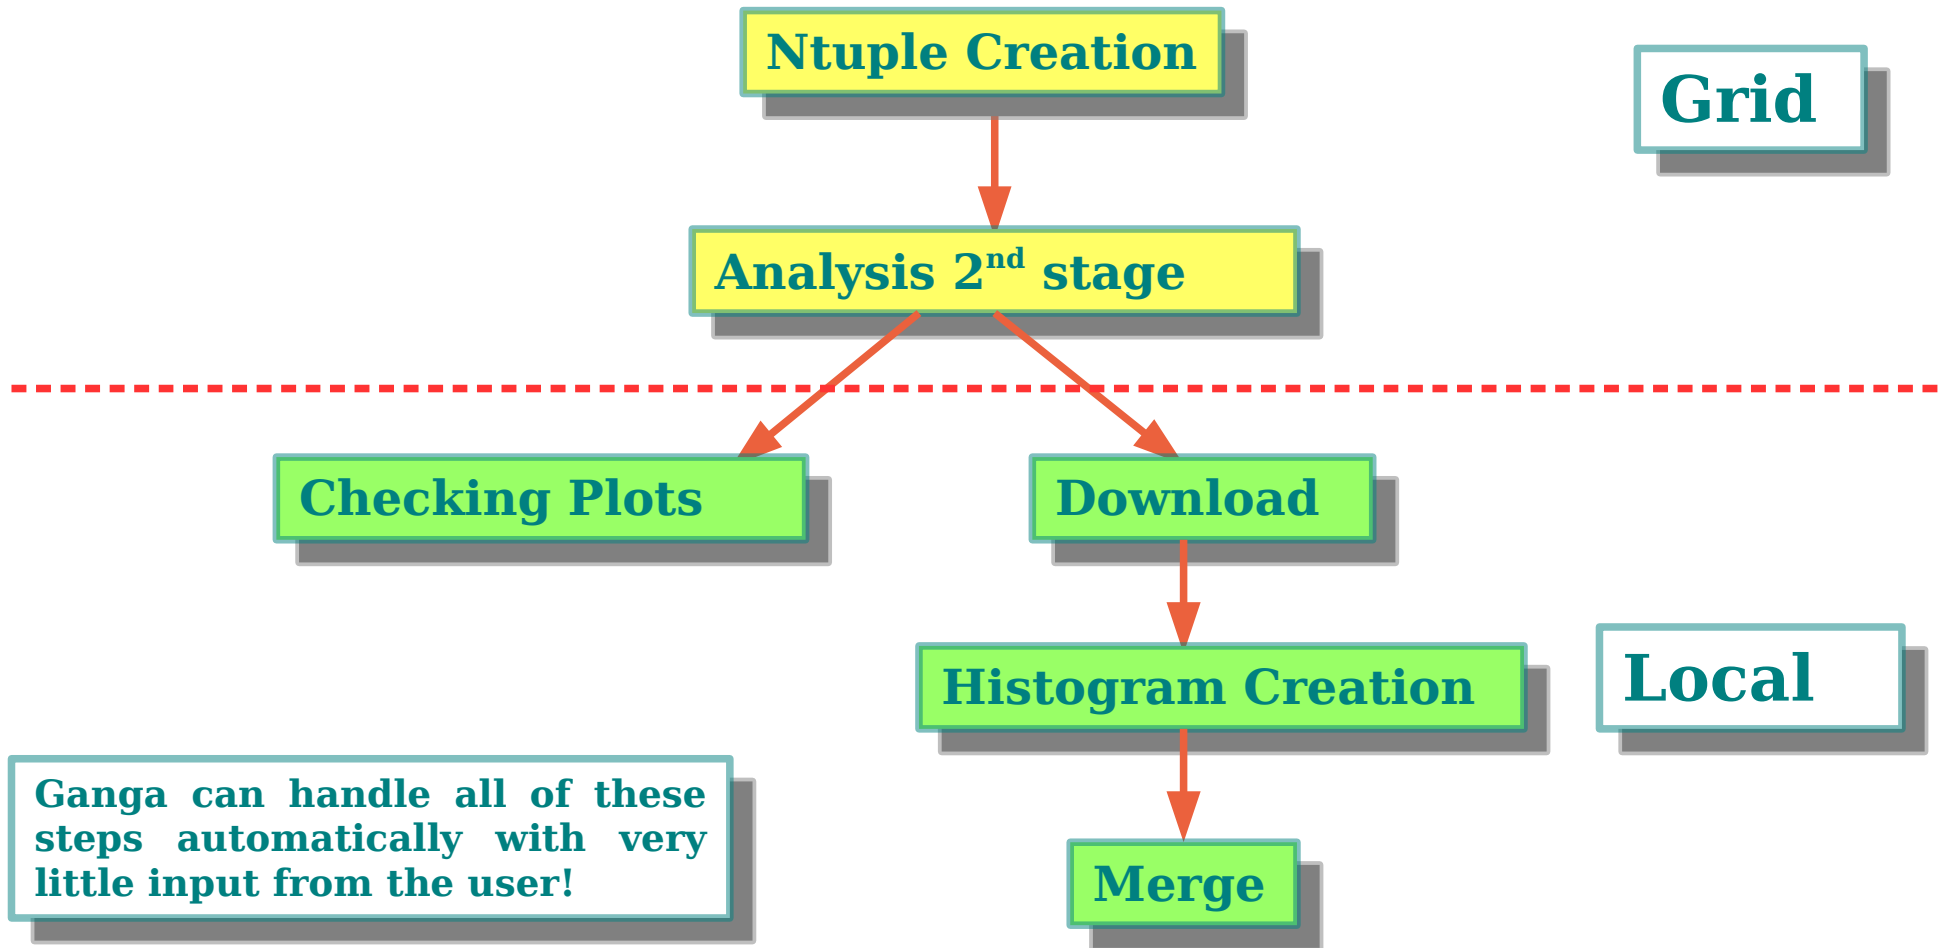 Ntuple Creation
Grid
Analysis 2nd stage
Checking Plots
Download
Histogram Creation
Local
Ganga can handle all of these
steps automatically with very
little input from the user!
Merge